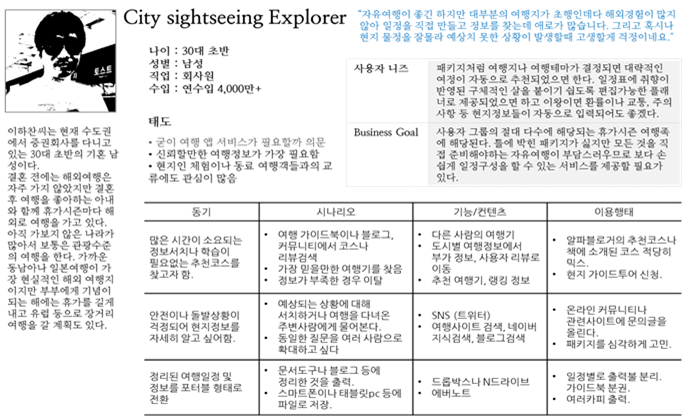 City sightseeing Explorer
"자유여행이 좋긴 하지만 대부분의 여행지가 초행인데다 해외경험이 많지
않아 일정을 직접 만들고 정보를 찾는데 애로가 많습니다. 그리고 혹시나
현지 물정을 잘몰라 예상치 못한 상황이 발생할때 고생할게 걱정이네요."
나이 : 30대 초반
성별 : 남성
직업 : 회사원
수입 : 연수입 4,000만+
토스트
태도
• 굳이 여행 앱 서비스가 필요할까 의문
• 신뢰할만한 여행정보가 가장 필요함
• 현지인 체험이나 동료 여행객들과의 교
류에도 관심이 많음
사용자 니즈
패키지처럼 여행지나 여행테마가 결정되면 대략적인
여정이 자동으로 추천되었으면 한다. 일정표에 취향이
반영된 구체적인 살을 붙이기 쉽도록 편집가능한 플래
너로 제공되었으면 하고 이왕이면 환률이나 교통, 주의
사항 등 현지정보들이 자동으로 입력되어도 좋겠다.
Business Goal
사용자 그룹의 절대 다수에 해당되는 휴가시즌 여행족
에 해당된다. 틀에 박힌 패키지가 싫지만 모든 것을 직
접 준비해야하는 자유여행이 부담스러우므로 보다 손
쉽게 일정구성을 할 수 있는 서비스를 제공할 필요가
있다.
이하찬씨는 현재 수도권
에서 증권회사를 다니고
있는 30대 초반의 기혼 남
성이다.
결혼 전에는 해외여행은
자주 가지 않았지만 결혼
후 여행을 좋아하는 아내
와 함께 휴가시즌마다 해
외로 여행을 가고 있다.
아직 가보지 않은 나라가
많아서 보통은 관광수준
의 여행을 한다. 가까운
동남아나 일본여행이 가
장 현실적인 해외 여행지
이지만 부부에게 기념이
되는 해에는 휴가를 길게
내고 유럽 등으로 장거리
여행을 갈 계획도 있다.
동기
시나리오
기능/컨텐츠
이용행태
많은 시간이 소요되는
정보서치나 학습이
필요없는 추천코스를
찾고자 함.
• 여행 가이드북이나 블로그,
커뮤니티에서 코스나
리뷰검색
• 가장 믿을만한 여행기를 찾음
• 정보가 부족한 경우 이탈
• 다른 사람의 여행기
• 도시별 여행정보에서
부가 정보, 사용자 리뷰로
이동
• 추천 여행기, 랭킹 정보
• 알파블로거의 추천코스나
책에 소개된 코스 적당히
믹스.
• 현지 가이드투어 신청.
안전이나 돌발상황이
걱정되어 현지정보를
자세히 알고 싶어함.
• 예상되는 상황에 대해
서치하거나 여행을 다녀온
주변사람에게 물어본다.
• 동일한 질문을 여러 사람으로
확대하고 싶다
• SNS (트위터)
• 여행사이트 검색, 네이버
지식검색, 블로그검색
• 온라인 커뮤니티나
관련사이트에 문의글을
올린다.
• 패키지를 심각하게 고민.
정리된 여행일정 및
정보를 포터블 형태로
전환
• 문서도구나 블로그 등에
정리한 것을 출력.
• 스마트폰이나 태블릿pc 등에
파일로 저장.
• 드롭박스나 N드라이브
• 에버노트
• 일정별로 출력물 분리.
• 가이드북 분권.
• 여러카피 출력.